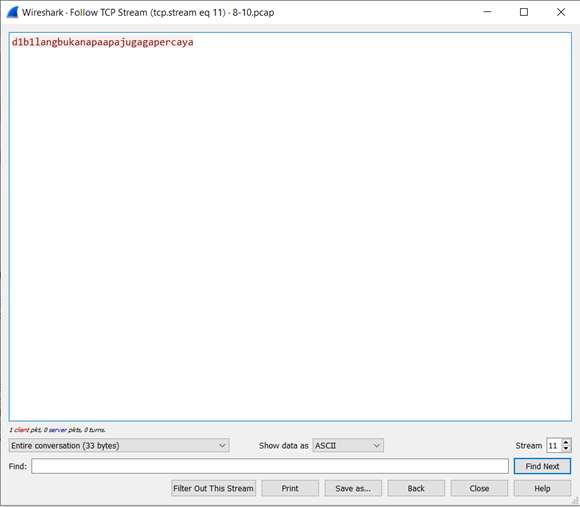 Wireshark · Follow TCP Stream (tcp.stream eq 11) · 8-10.pcap
d1b1langbukanapaapajugagapercaya
1 client pkt, 0 server pkts, 0 turns.
Entire conversation (33 bytes) Show data as ASCII Stream 11
Find: Find Next
Filter Out This Stream Print Save as... Back Close Help